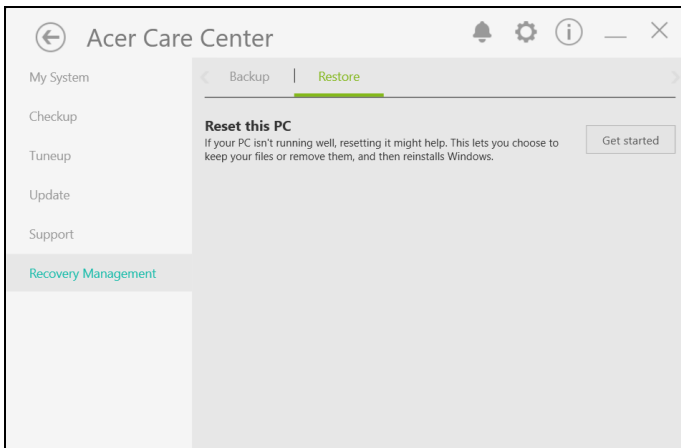 Acer Care Center
My System
Checkup
Tuneup
Update
Support
Recovery Management
Backup | Restore
Reset this PC
If your PC isn't running well, resetting it might help. This lets you choose to
keep your files or remove them, and then reinstalls Windows.
Get started